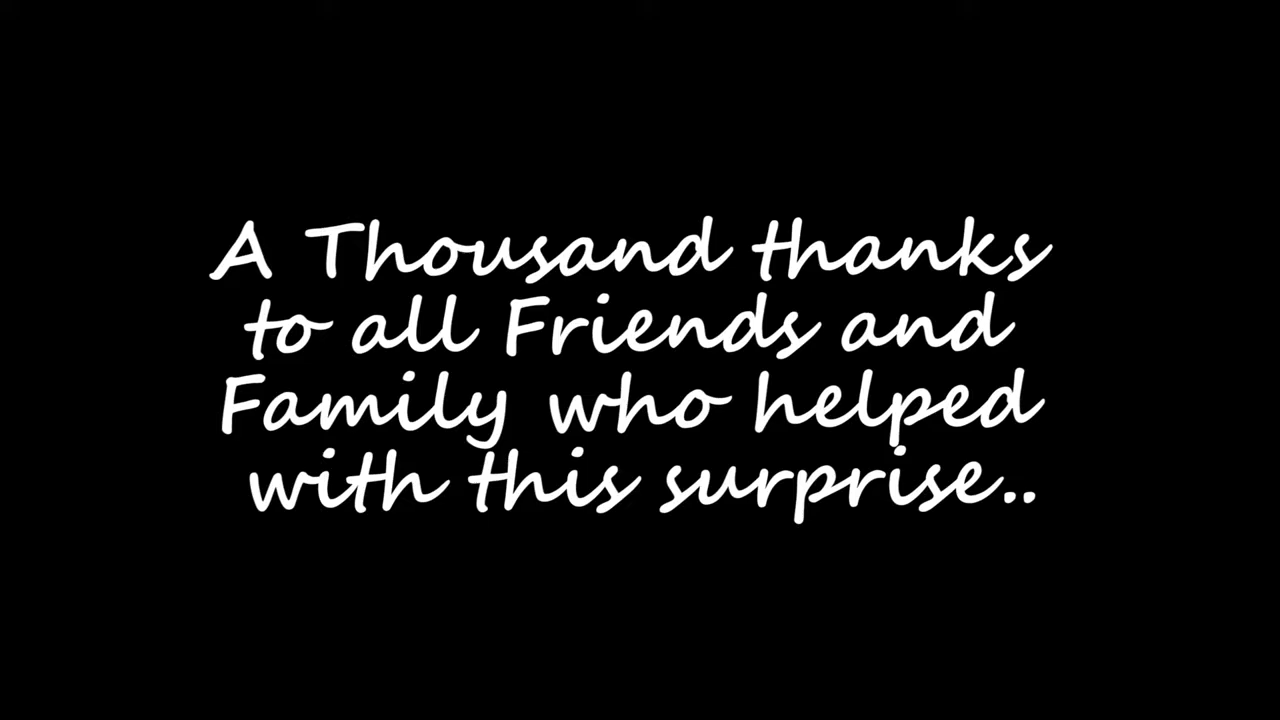 A Thousand thanks
to all Friends and
Family who helped
with this surprise..